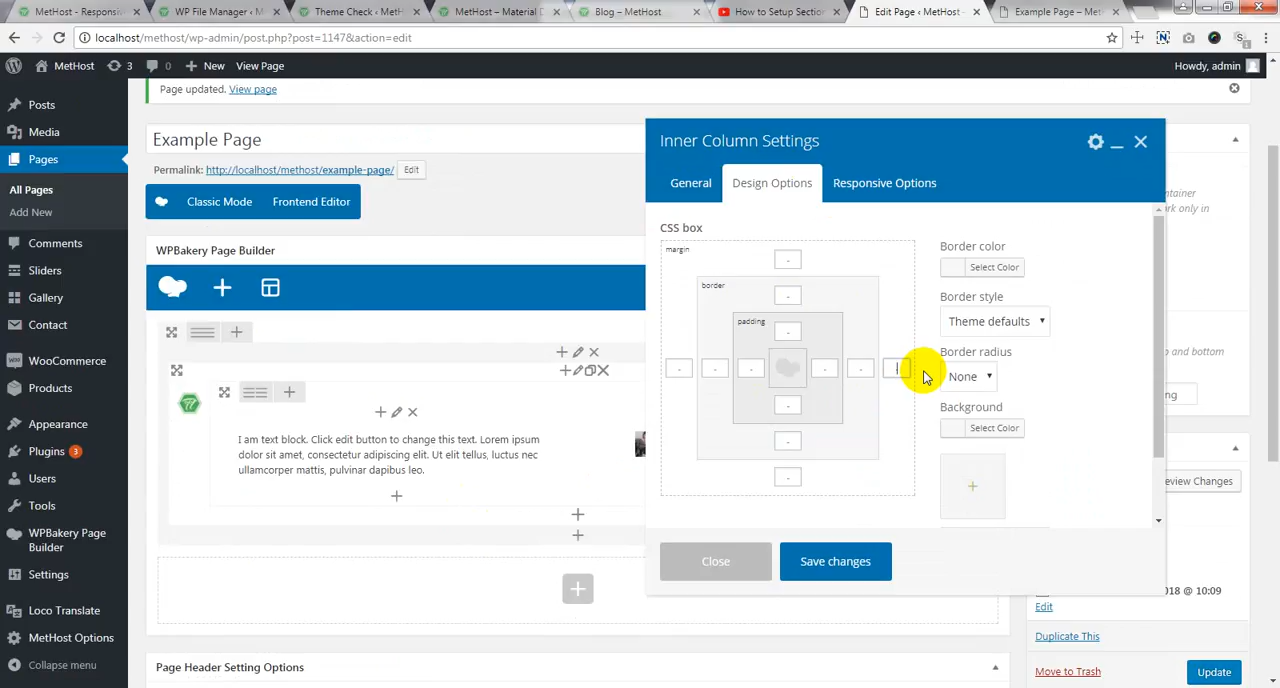 MetHost - Responsiv
WP File Manager ‹ M
Theme Check ‹ MetH
MetHost – Material D
Blog – MetHost
How to Setup Section
Edit Page ‹ MetHost –
Example Page – MetH
localhost/methost/wp-admin/post.php?post=1147&action=edit
MetHost
3
0
New
View Page
Howdy, admin
Posts
Media
Pages
All Pages
Add New
Comments
Sliders
Gallery
Contact
WooCommerce
Products
Appearance
Plugins 3
Users
Tools
WPBakery Page
Builder
Settings
Loco Translate
MetHost Options
Collapse menu
Page updated. View page
Example Page
Permalink: http://localhost/methost/example-page/ Edit
Classic Mode
Frontend Editor
WPBakery Page Builder
I am text block. Click edit button to change this text. Lorem ipsum
dolor sit amet, consectetur adipiscing elit. Ut elit tellus, luctus nec
ullamcorper mattis, pulvinar dapibus leo.
Page Header Setting Options
Inner Column Settings
General
Design Options
Responsive Options
CSS box
margin
border
padding
Border color
Select Color
Border style
Theme defaults
Border radius
None
Background
Select Color
Close
Save changes
ontainer
rk only in
p and bottom
ng
eview Changes
018 @ 10:09
Edit
Duplicate This
Move to Trash
Update